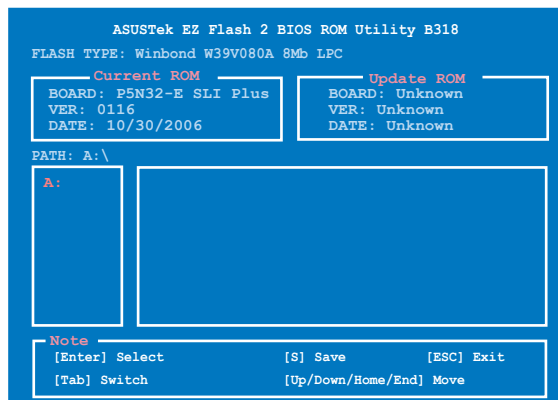 ASUSTek EZ Flash 2 BIOS ROM Utility B318
FLASH TYPE: Winbond W39V080A 8Mb LPC
Current ROM
BOARD: P5N32-E SLI Plus
VER: 0116
DATE: 10/30/2006
Update ROM
BOARD: Unknown
VER: Unknown
DATE: Unknown
PATH: A:\
A:
Note
[Enter] Select [S] Save [ESC] Exit
[Tab] Switch [Up/Down/Home/End] Move